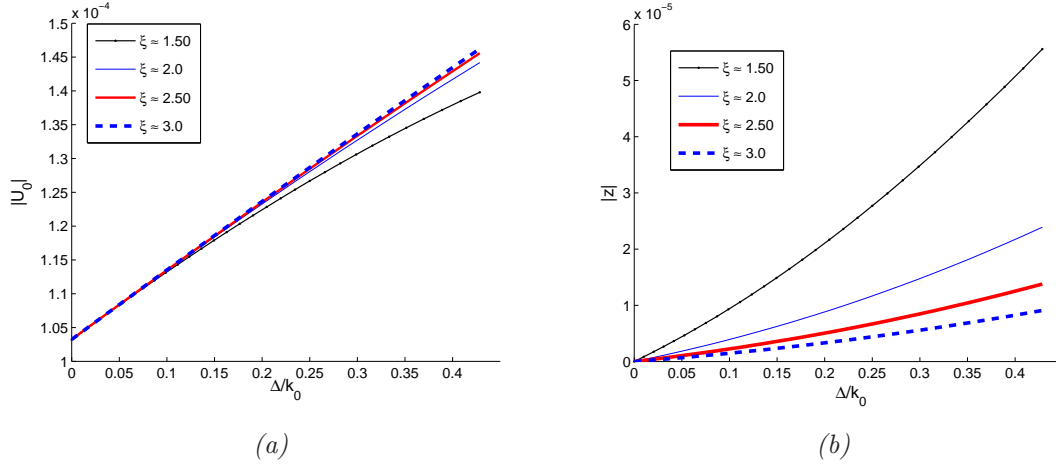 x 10⁻⁴
1.5
1.45
1.4
1.35
1.3
1.25
1.2
1.15
1.1
1.05
1
|U₀|
ξ ≈ 1.50
ξ ≈ 2.0
ξ ≈ 2.50
ξ ≈ 3.0
0 0.05 0.1 0.15 0.2 0.25 0.3 0.35 0.4
Δ/k₀
(a)
x 10⁻⁵
6
5
4
3
2
1
0
|z|
ξ ≈ 1.50
ξ ≈ 2.0
ξ ≈ 2.50
ξ ≈ 3.0
0 0.05 0.1 0.15 0.2 0.25 0.3 0.35 0.4
Δ/k₀
(b)